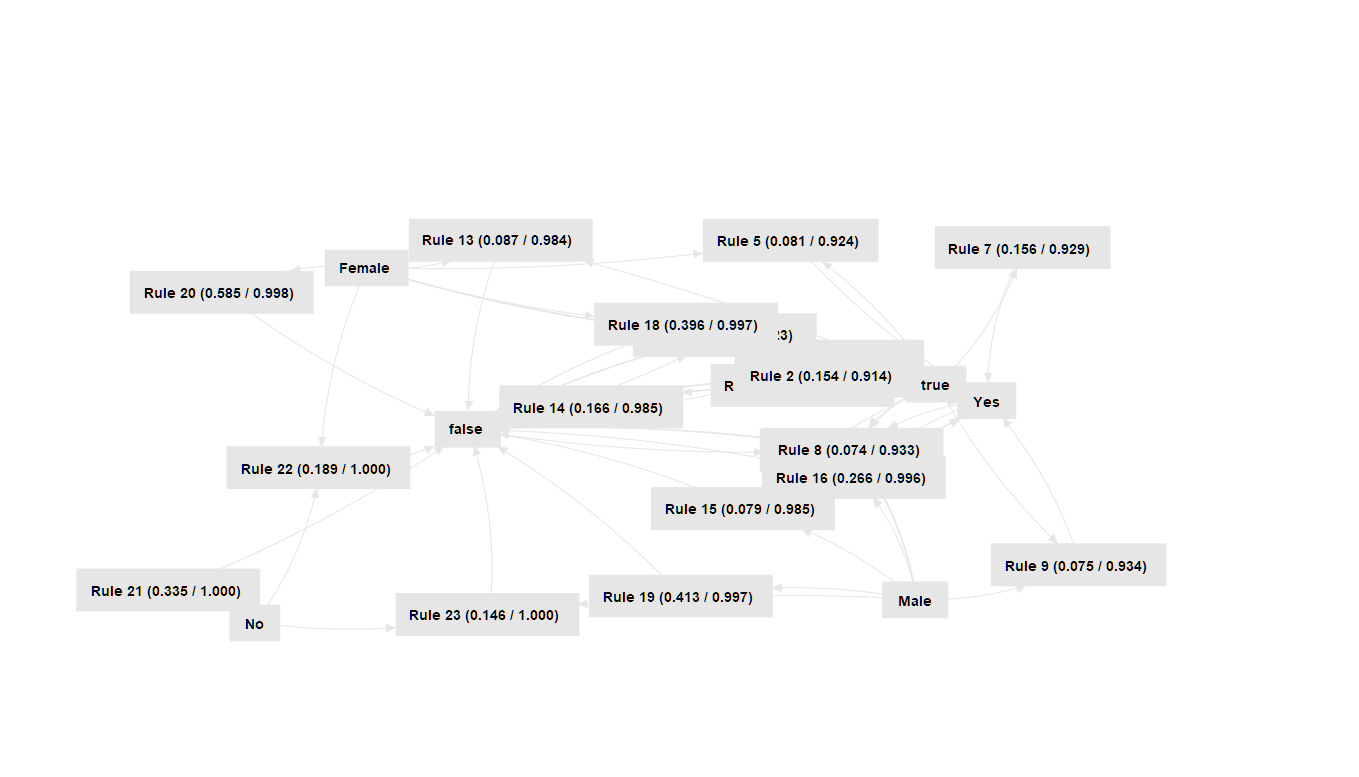 Rule 13 (0.087 / 0.984)
Rule 5 (0.081 / 0.924)
Rule 7 (0.156 / 0.929)
Female
Rule 20 (0.585 / 0.998)
Rule 18 (0.396 / 0.997)
Rule 2 (0.154 / 0.914)
true
Yes
Rule 14 (0.166 / 0.985)
false
Rule 8 (0.074 / 0.933)
Rule 22 (0.189 / 1.000)
Rule 16 (0.266 / 0.996)
Rule 15 (0.079 / 0.985)
Rule 9 (0.075 / 0.934)
Rule 21 (0.335 / 1.000)
Rule 19 (0.413 / 0.997)
Male
Rule 23 (0.146 / 1.000)
No